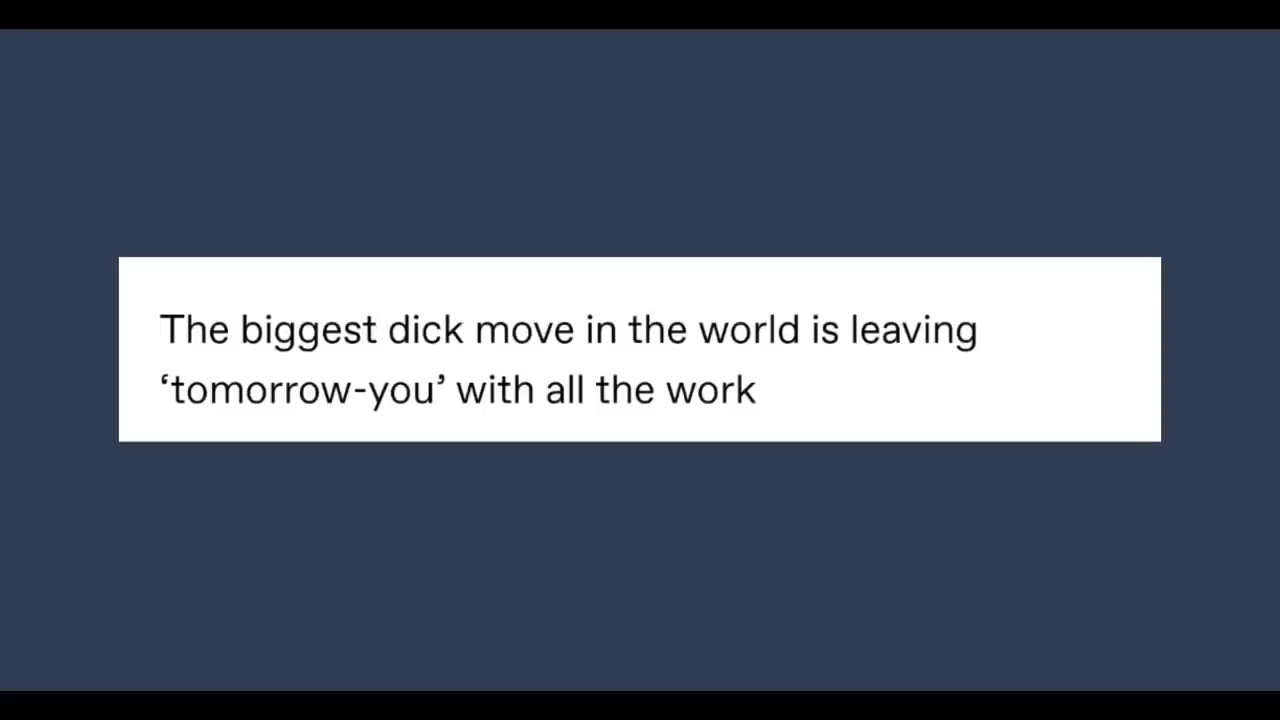 The biggest dick move in the world is leaving
‘tomorrow-you’ with all the work